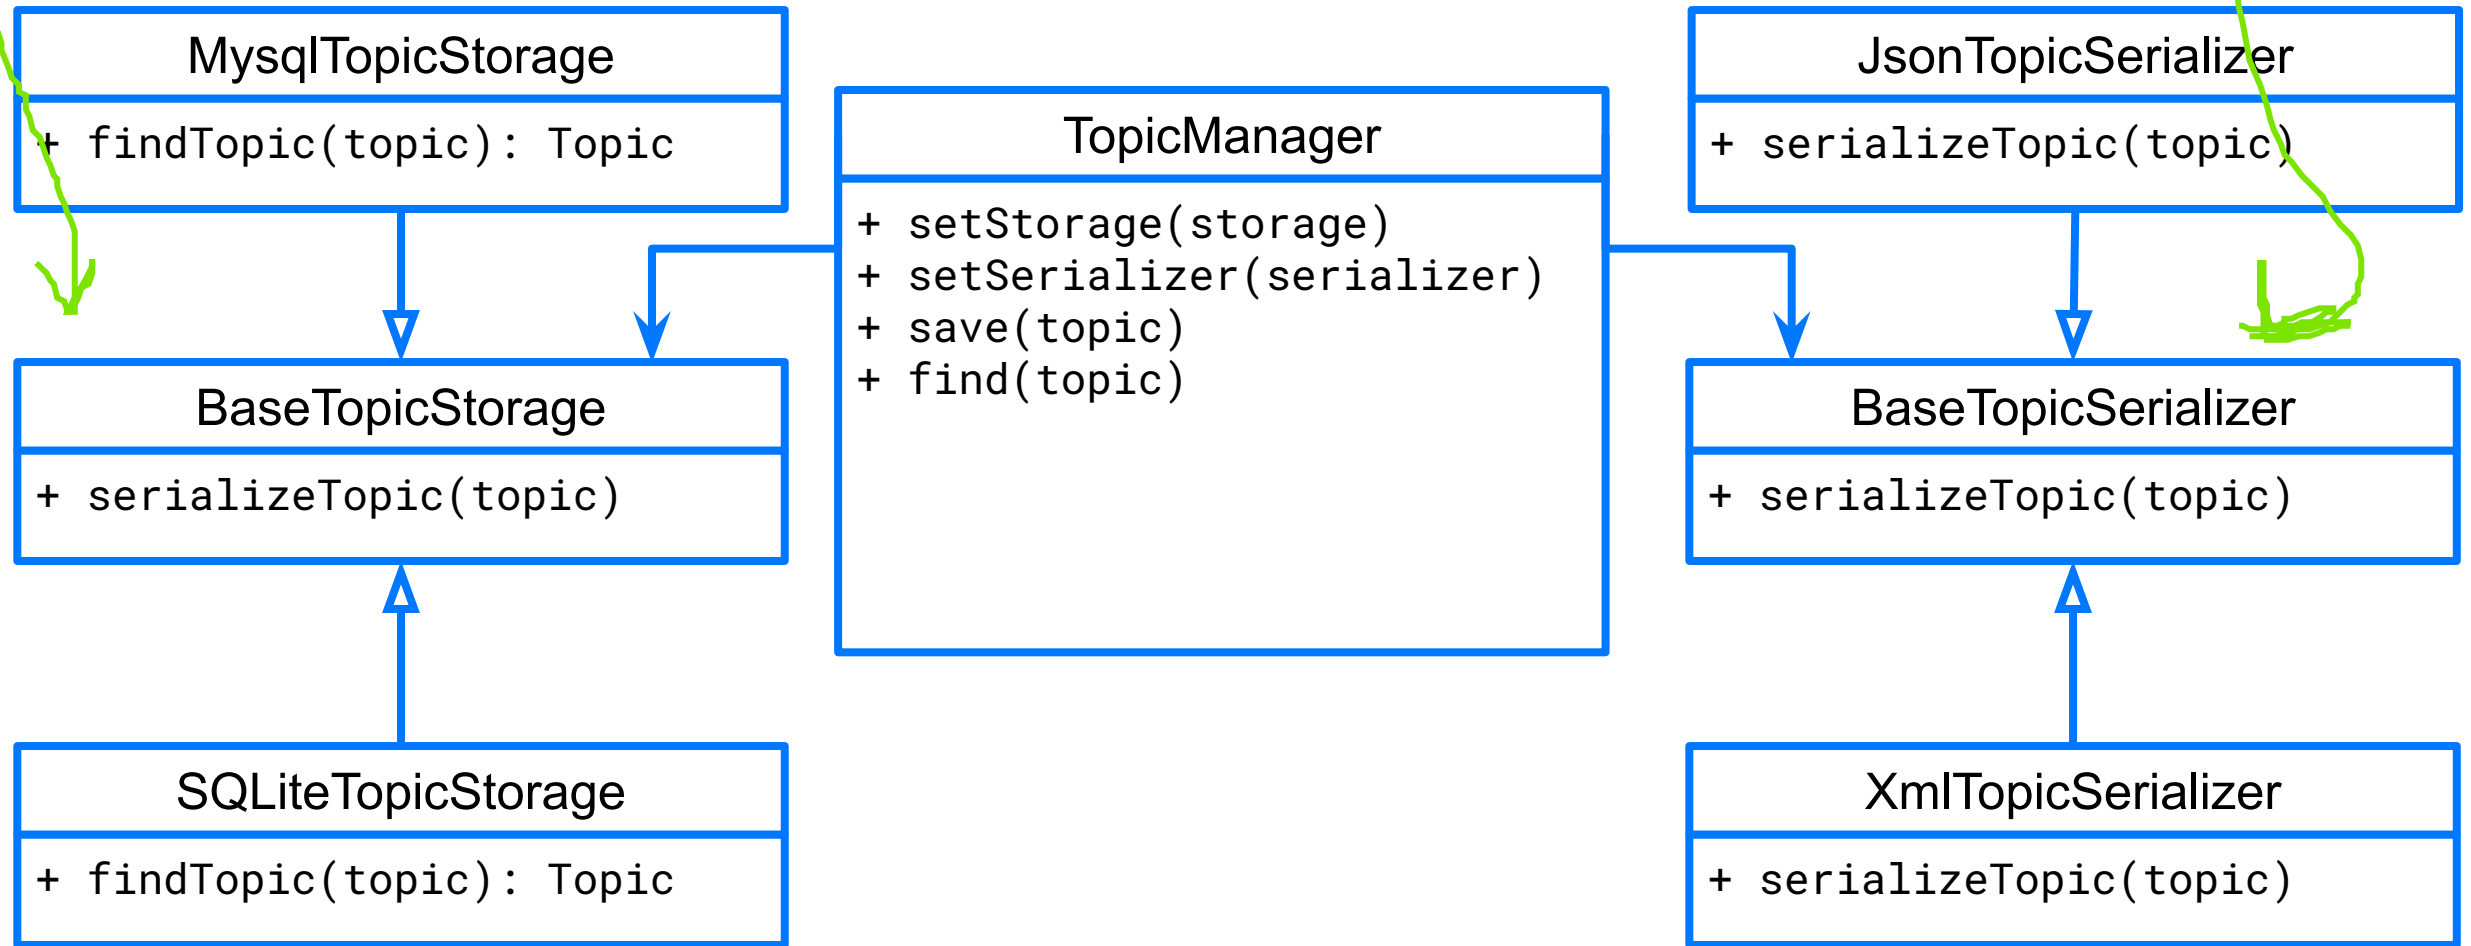 MysqlTopicStorage
+ findTopic(topic): Topic
BaseTopicStorage
+ serializeTopic(topic)
SQLiteTopicStorage
+ findTopic(topic): Topic
TopicManager
+ setStorage(storage)
+ setSerializer(serializer)
+ save(topic)
+ find(topic)
JsonTopicSerializer
+ serializeTopic(topic)
BaseTopicSerializer
+ serializeTopic(topic)
XmlTopicSerializer
+ serializeTopic(topic)